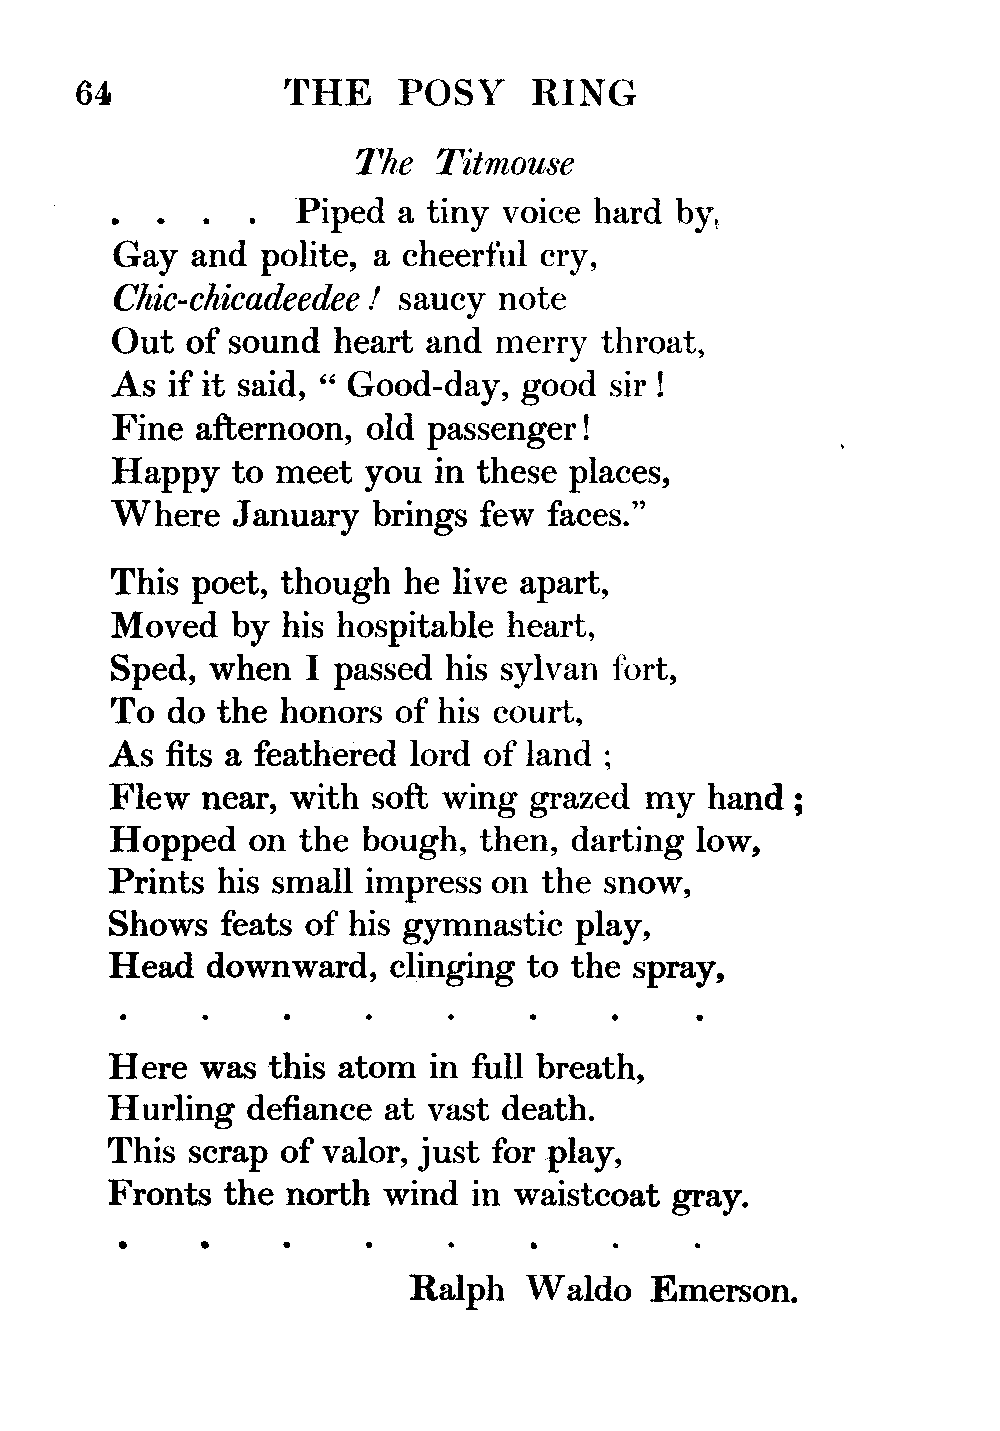 64 THE POSY RING
The Titmouse
. . . . Piped a tiny voice hard by,
Gay and polite, a cheerful cry,
Chic-chicadeedee! saucy note
Out of sound heart and merry throat,
As if it said, “ Good-day, good sir !
Fine afternoon, old passenger!
Happy to meet you in these places,
Where January brings few faces.”
This poet, though he live apart,
Moved by his hospitable heart,
Sped, when I passed his sylvan fort,
To do the honors of his court,
As fits a feathered lord of land ;
Flew near, with soft wing grazed my hand ;
Hopped on the bough, then, darting low,
Prints his small impress on the snow,
Shows feats of his gymnastic play,
Head downward, clinging to the spray,
. . . . . . . .
Here was this atom in full breath,
Hurling defiance at vast death.
This scrap of valor, just for play,
Fronts the north wind in waistcoat gray.
. . . . . . . .
Ralph Waldo Emerson.